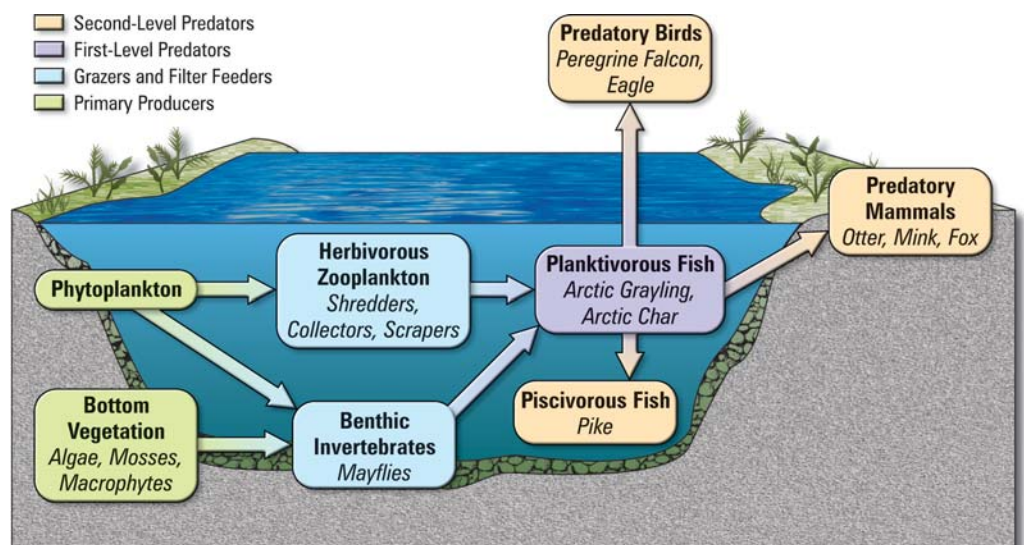 Second-Level Predators
First-Level Predators
Grazers and Filter Feeders
Primary Producers
Predatory Birds
Peregrine Falcon,
Eagle
Predatory
Mammals
Otter, Mink, Fox
Phytoplankton
Herbivorous
Zooplankton
Shredders,
Collectors, Scrapers
Planktivorous Fish
Arctic Grayling,
Arctic Char
Bottom
Vegetation
Algae, Mosses,
Macrophytes
Benthic
Invertebrates
Mayflies
Piscivorous Fish
Pike